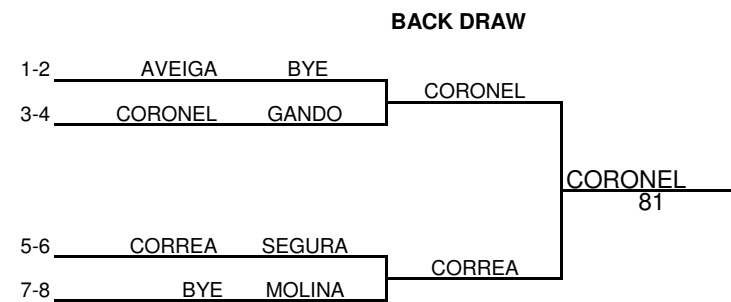 BACK DRAW
1-2 AVEIGA BYE
CORONEL
3-4 CORONEL GANDO
CORONEL
81
5-6 CORREA SEGURA
CORREA
7-8 BYE MOLINA